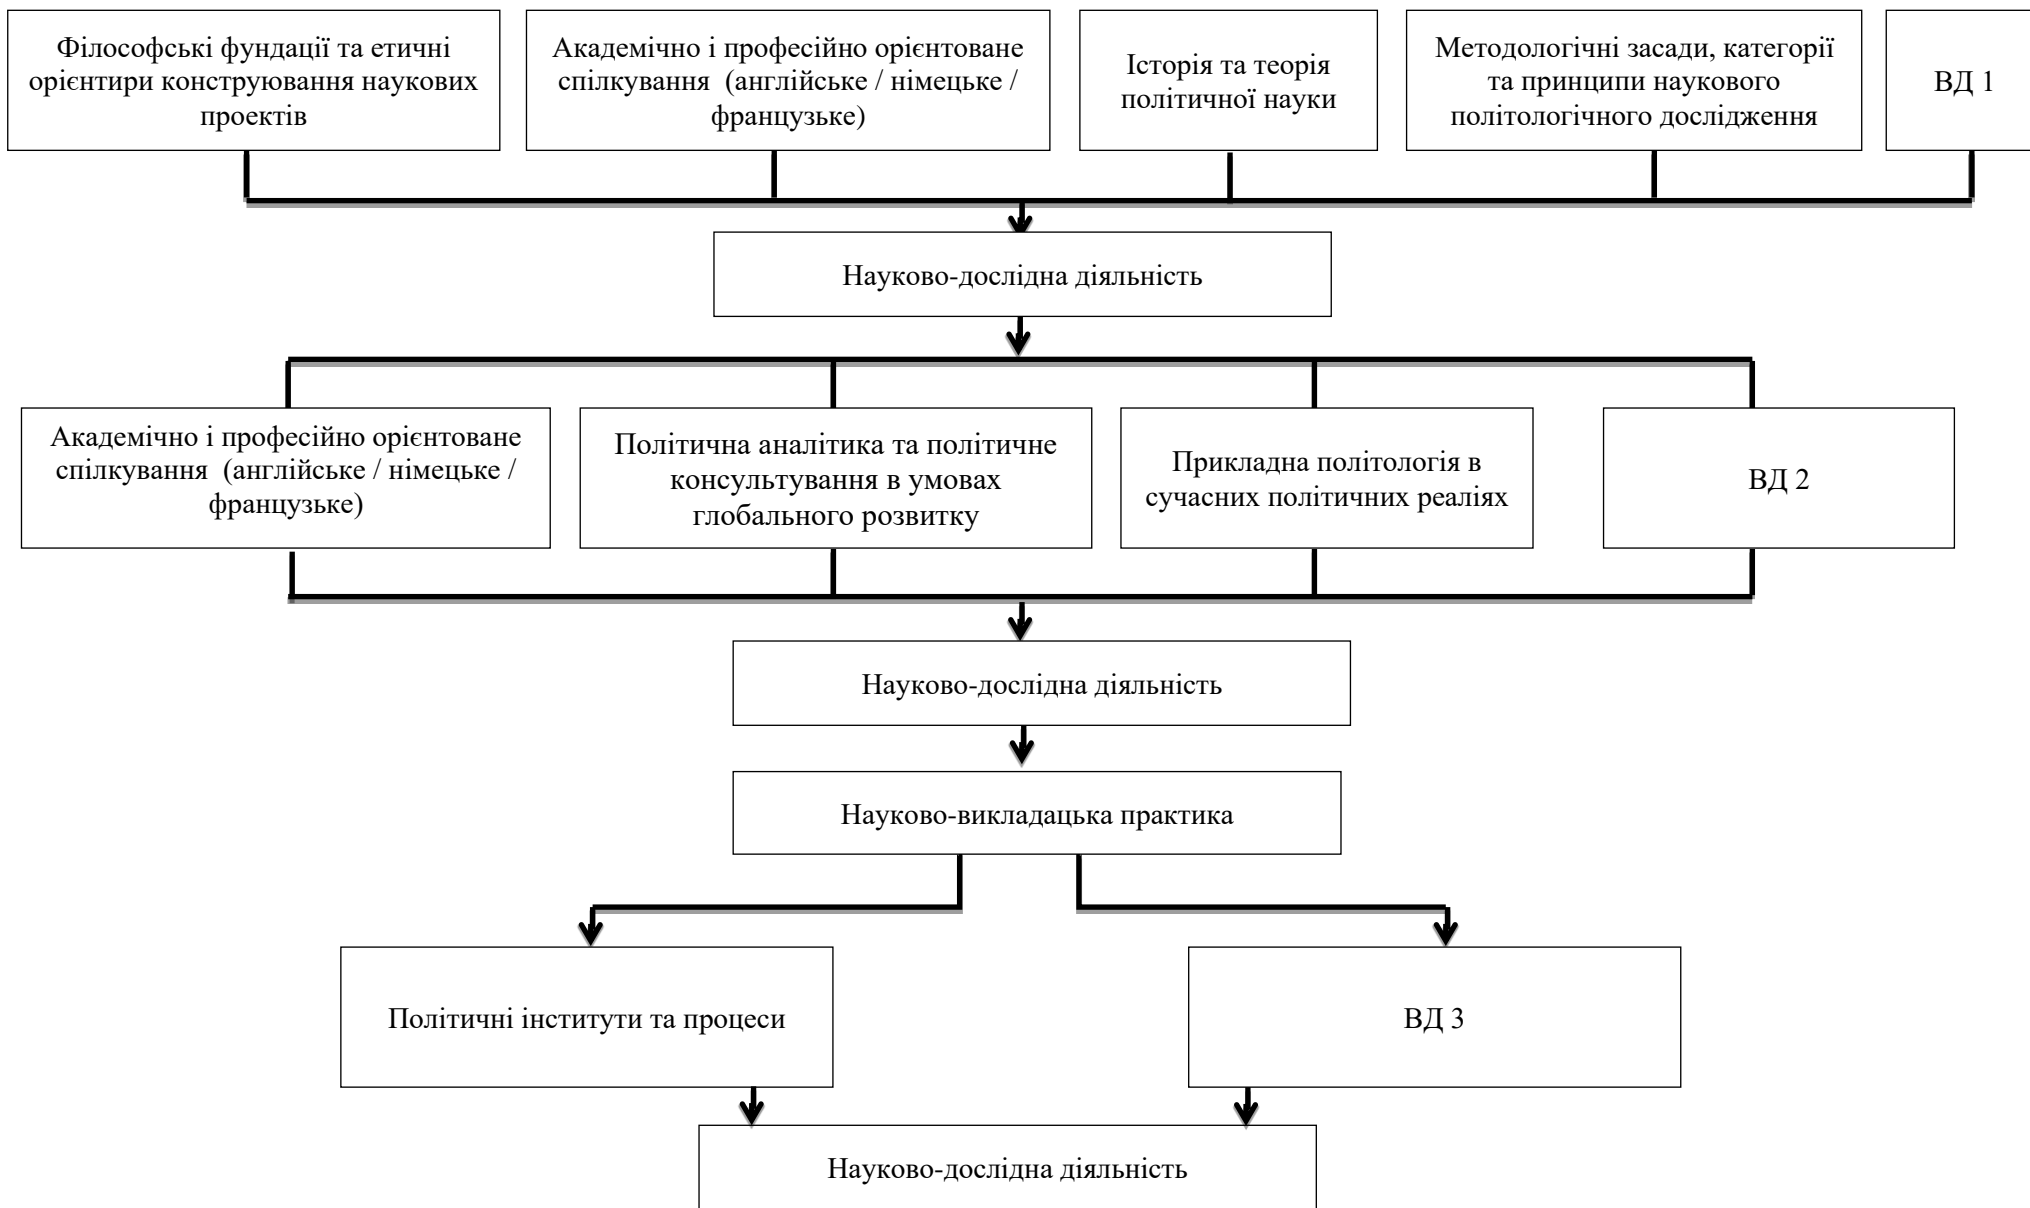 Філософські фундації та етичні
орієнтири конструювання наукових
проектів
Академічно і професійно орієнтоване
спілкування (англійське / німецьке /
французьке)
Історія та теорія
політичної науки
Методологічні засади, категорії
та принципи наукового
політологічного дослідження
ВД 1
Науково-дослідна діяльність
Академічно і професійно орієнтоване
спілкування (англійське / німецьке /
французьке)
Політична аналітика та політичне
консультування в умовах
глобального розвитку
Прикладна політологія в
сучасних політичних реаліях
ВД 2
Науково-дослідна діяльність
Науково-викладацька практика
Політичні інститути та процеси
ВД 3
Науково-дослідна діяльність